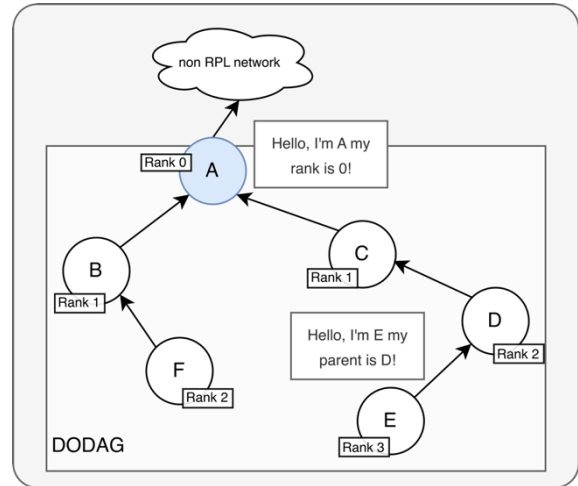 non RPL network
Rank 0
A
Hello, I'm A my
rank is 0!
B
Rank 1
C
Rank 1
D
Rank 2
Hello, I'm E my
parent is D!
F
Rank 2
E
Rank 3
DODAG